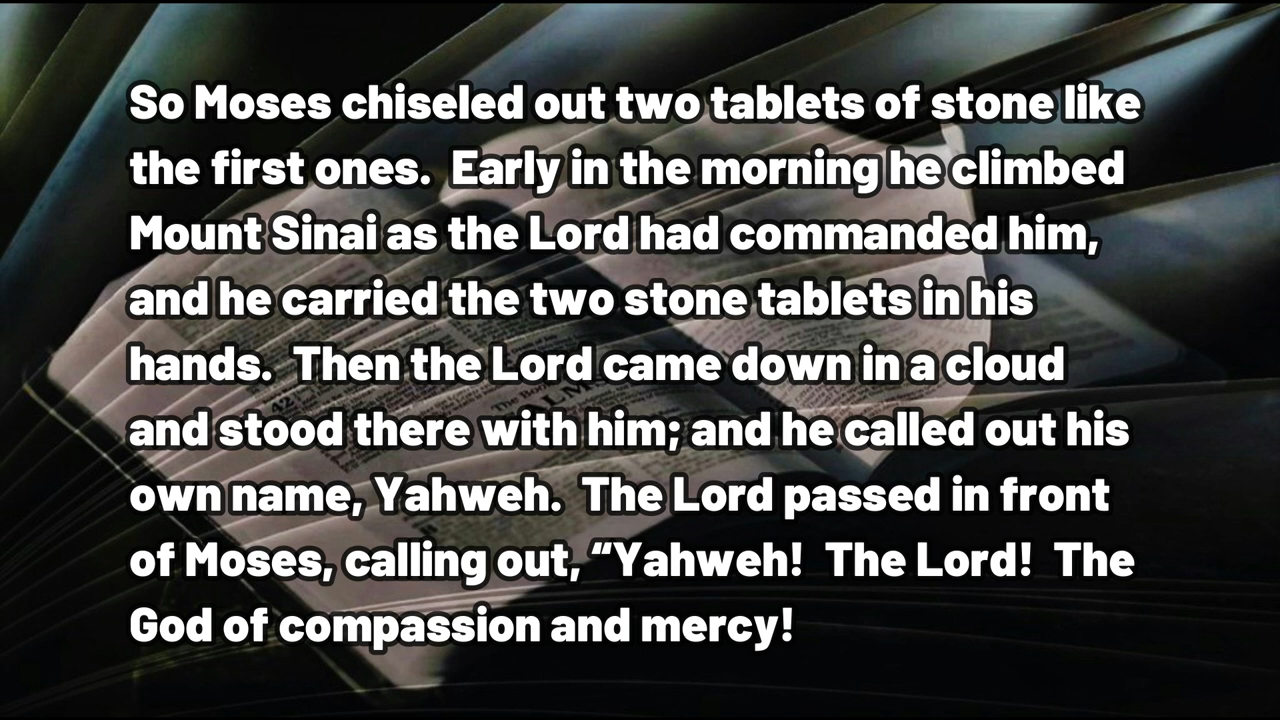 So Moses chiseled out two tablets of stone like
the first ones.  Early in the morning he climbed
Mount Sinai as the Lord had commanded him,
and he carried the two stone tablets in his
hands.  Then the Lord came down in a cloud
and stood there with him; and he called out his
own name, Yahweh.  The Lord passed in front
of Moses, calling out, “Yahweh!  The Lord!  The
God of compassion and mercy!